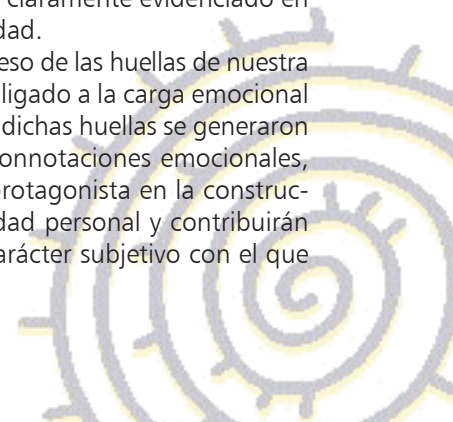 claramente evidenciado en
dad.
eso de las huellas de nuestra
ligado a la carga emocional
dichas huellas se generaron
onnotaciones emocionales,
protagonista en la construc-
dad personal y contribuirán
arácter subjetivo con el que